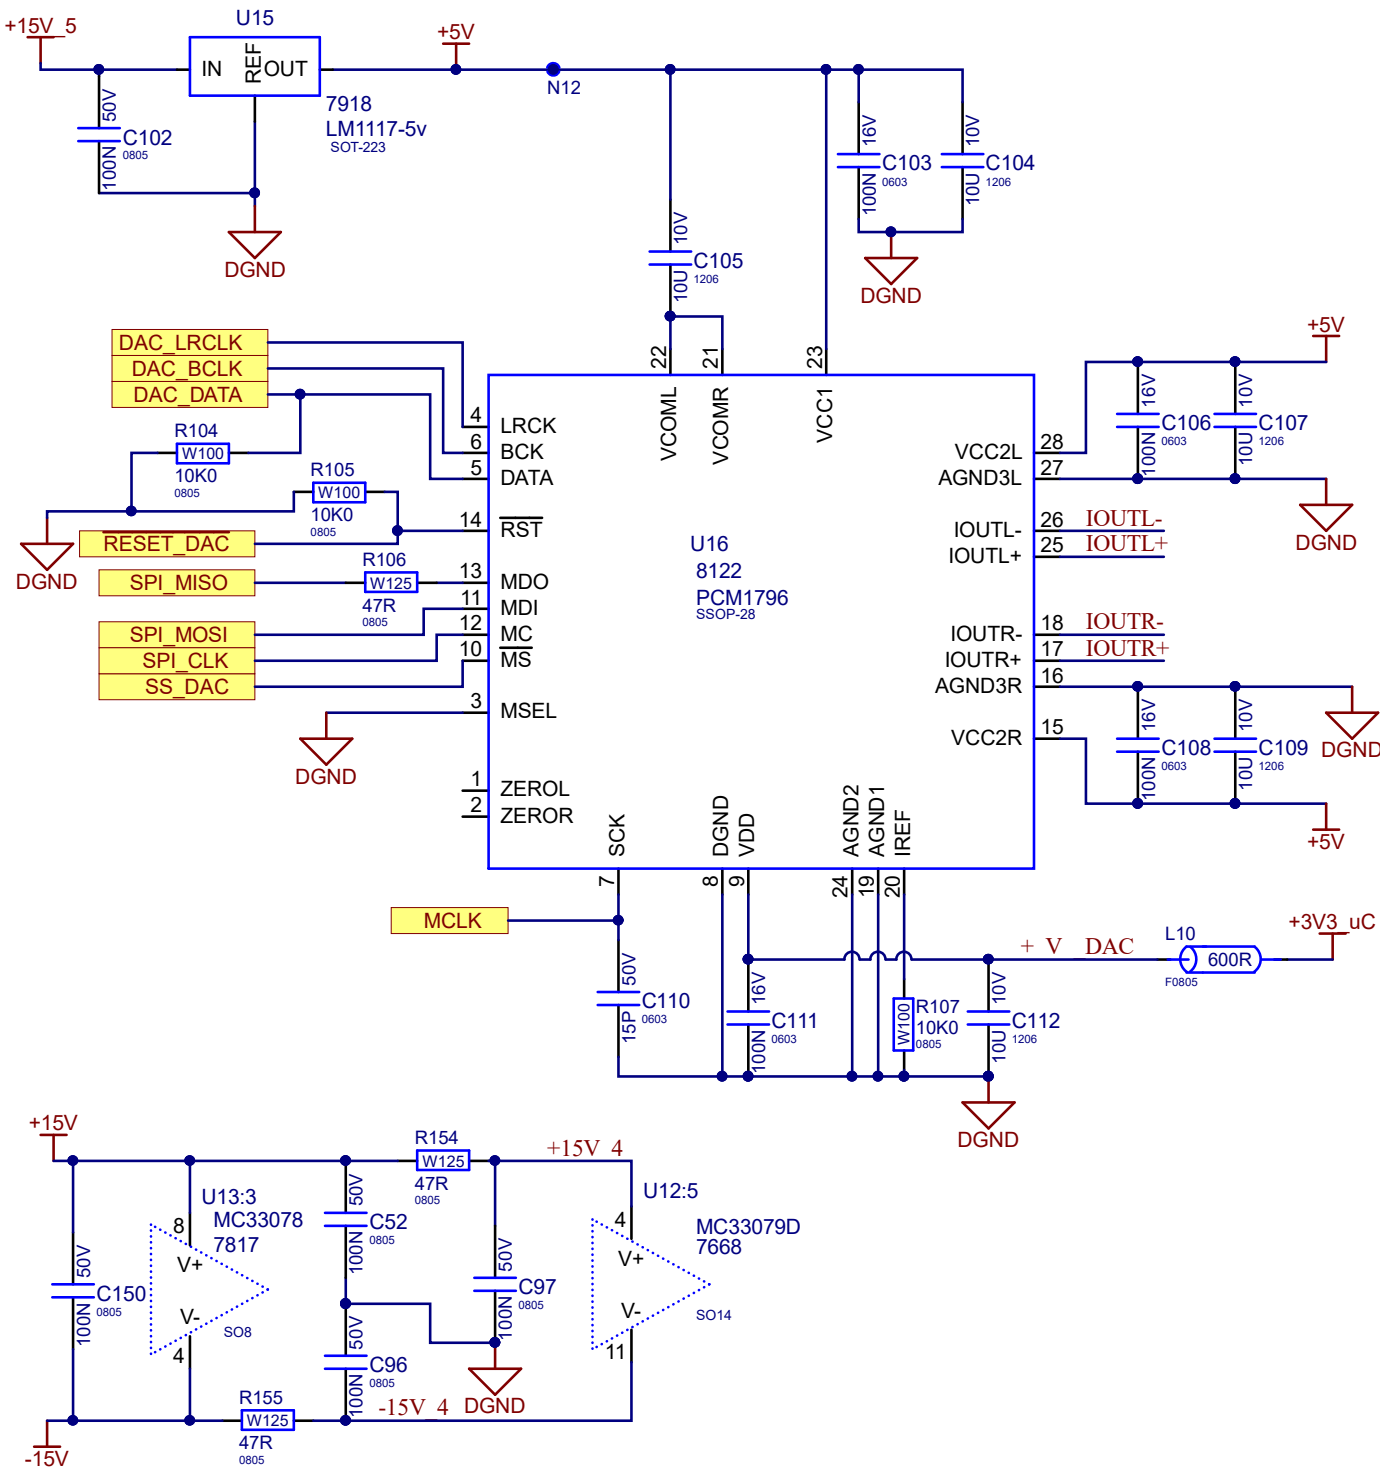 +15V_5
U15
IN
REF
OUT
+5V
N12
7918
LM1117-5v
SOT-223
50V
C102
0805
100N
DGND
16V
C103
0603
100N
10V
C104
1206
10U
DGND
10V
C105
1206
10U
DAC_LRCLK
DAC_BCLK
DAC_DATA
R104
W100
10K0
0805
R105
W100
10K0
0805
DGND
RESET_DAC
SPI_MISO
R106
W125
47R
0805
SPI_MOSI
SPI_CLK
SS_DAC
DGND
22
21
23
VCOML
VCOMR
VCC1
4
LRCK
6
BCK
5
DATA
14
RST
13
MDO
11
MDI
12
MC
10
MS
3
MSEL
1
ZEROL
2
ZEROR
U16
8122
PCM1796
SSOP-28
VCC2L
28
AGND3L
27
IOUTL-
26
IOUTL-
IOUTL+
25
IOUTL+
IOUTR-
18
IOUTR-
IOUTR+
17
IOUTR+
AGND3R
16
VCC2R
15
+5V
16V
C106
0603
100N
10V
C107
1206
10U
DGND
16V
C108
0603
100N
10V
C109
1206
10U
DGND
+5V
SCK
DGND
VDD
AGND2
AGND1
IREF
7
8
9
24
19
20
MCLK
50V
C110
0603
15P
16V
C111
0603
100N
R107
W100
10K0
0805
10V
C112
1206
10U
+ V DAC
L10
600R
F0805
+3V3_uC
DGND
+15V
R154
W125
47R
0805
+15V 4
U13:3
MC33078
7817
8
V+
V-
4
SO8
50V
C150
0805
100N
50V
C52
0805
100N
50V
C96
0805
100N
50V
C97
0805
100N
DGND
U12:5
MC33079D
7668
4
V+
V-
11
SO14
R155
W125
47R
0805
-15V 4
-15V